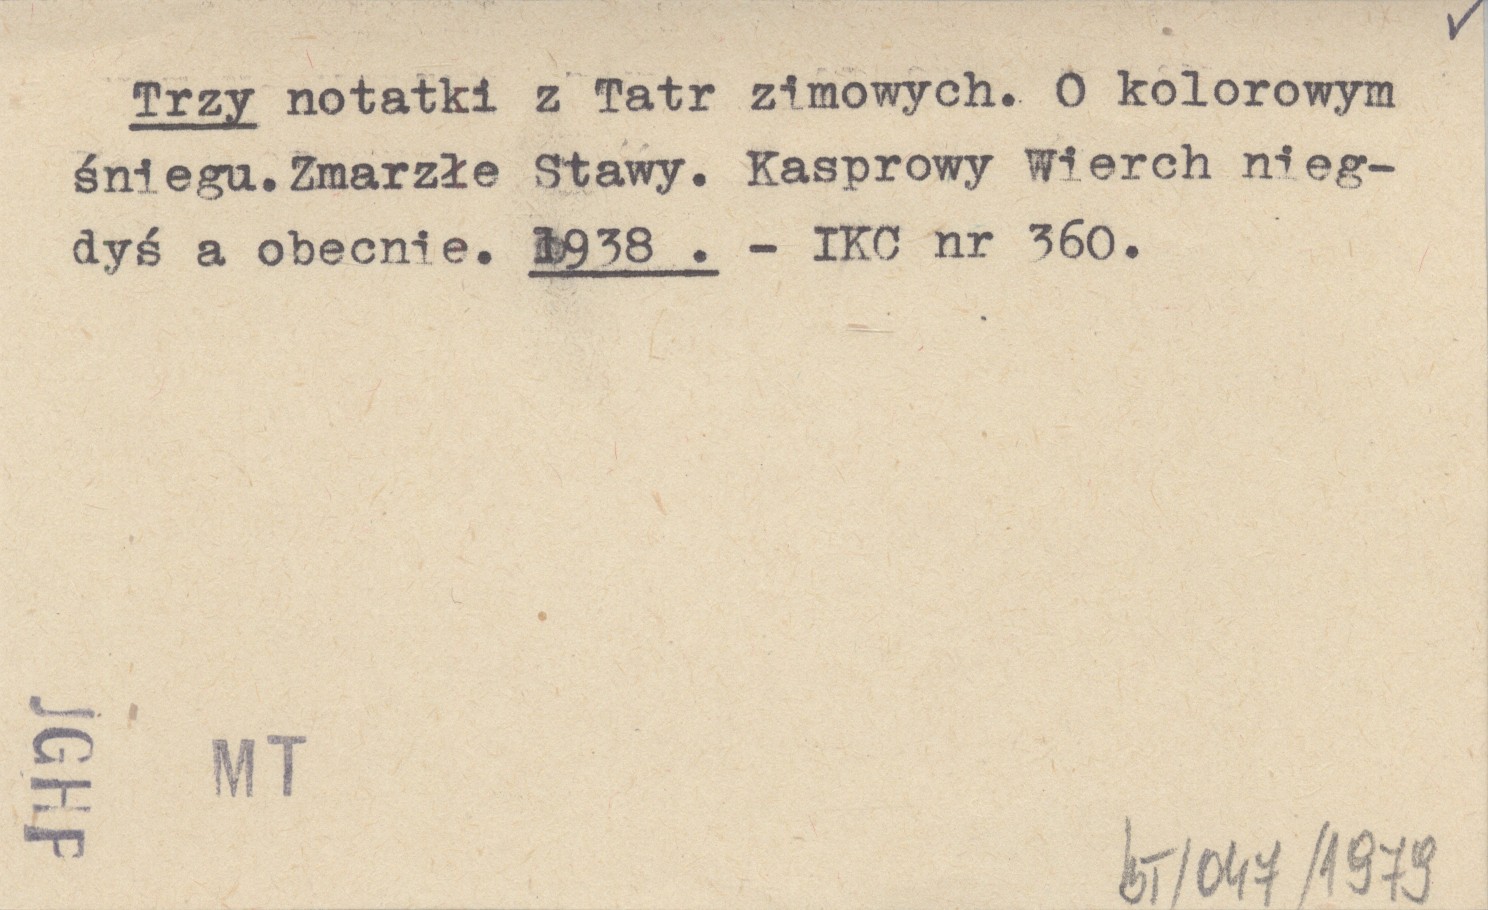 Trzy notatki z Tatr zimowych. O kolorowym
śniegu. Zmarzłe Stawy. Kasprowy Wierch nieg-
dyś a obecnie. 1938 . - IKC nr 360.
JGHP
MT
bT/047/1979